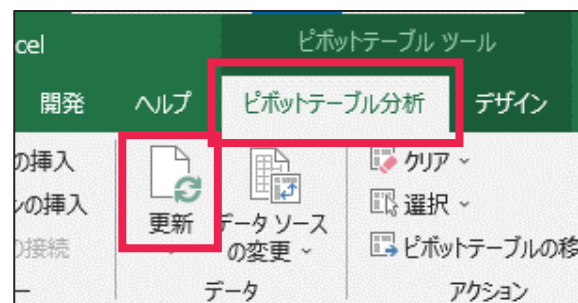 cel
ピボットテーブル ツール
開発 ヘルプ ピボットテーブル分析 デザイン
の挿入
ンの挿入
の接続
更新
データ ソース
の変更
クリア
選択
ピボットテーブルの移
データ
アクション